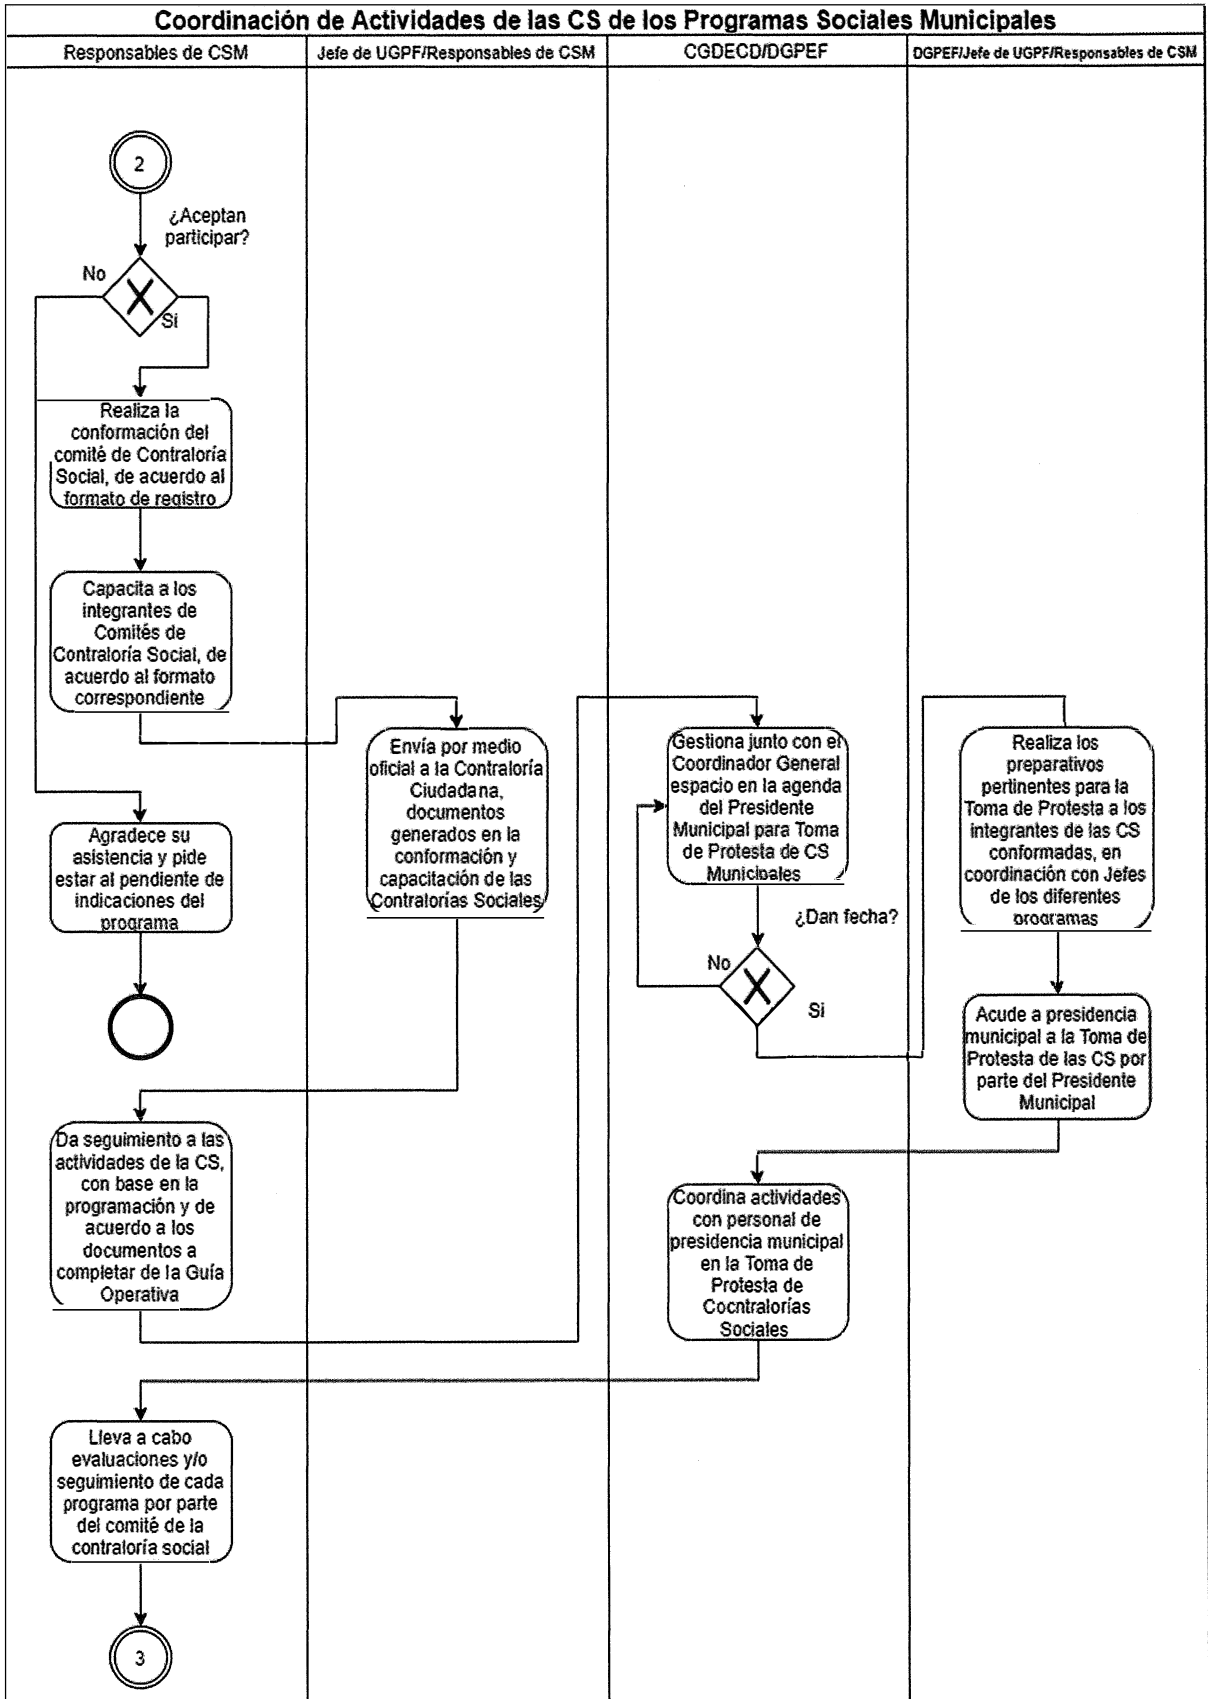 Coordinación de Actividades de las CS de los Programas Sociales Municipales
Responsables de CSM
Jefe de UGPF/Responsables de CSM
CGDECD/DGPEF
DGPEF/Jefe de UGPF/Responsables de CSM
2
¿Aceptan
participar?
No
Si
Realiza la
conformación del
comité de Contraloría
Social, de acuerdo al
formato de registro
Capacita a los
integrantes de
Comités de
Contraloría Social, de
acuerdo al formato
correspondiente
Envía por medio
oficial a la Contraloría
Ciudadana,
documentos
generados en la
conformación y
capacitación de las
Contralorías Sociales
Gestiona junto con el
Coordinador General
espacio en la agenda
del Presidente
Municipal para Toma
de Protesta de CS
Municipales
Realiza los
preparativos
pertinentes para la
Toma de Protesta a los
integrantes de las CS
conformadas, en
coordinación con Jefes
de los diferentes
programas
Agradece su
asistencia y pide
estar al pendiente de
indicaciones del
programa
¿Dan fecha?
No
Si
Acude a presidencia
municipal a la Toma de
Protesta de las CS por
parte del Presidente
Municipal
Da seguimiento a las
actividades de la CS,
con base en la
programación y de
acuerdo a los
documentos a
completar de la Guía
Operativa
Coordina actividades
con personal de
presidencia municipal
en la Toma de
Protesta de
Cocntralorías
Sociales
Lleva a cabo
evaluaciones y/o
seguimiento de cada
programa por parte
del comité de la
contraloría social
3